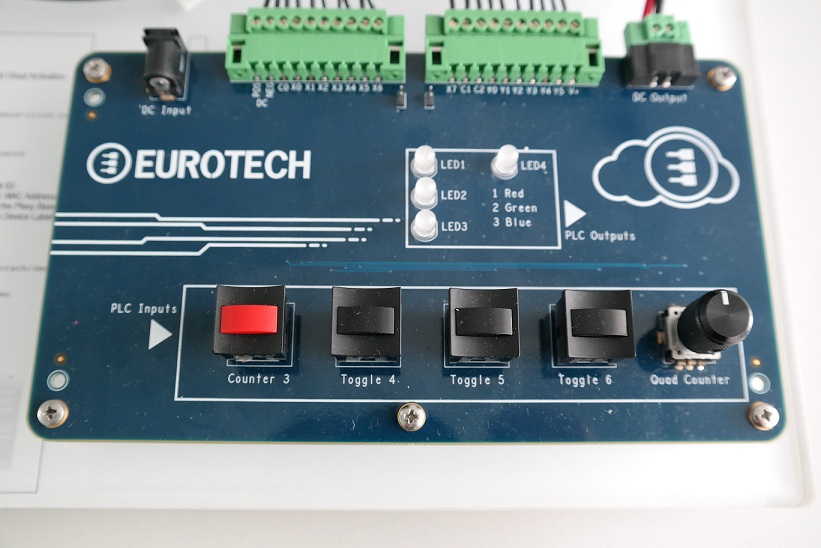 POS
DC
NEG
C0
X0
X1
X2
X3
X4
X5
X6
X7
C1
C2
Y0
Y1
Y2
Y3
Y4
Y5
V+
DC Input
DC Output
EUROTECH
LED1
LED4
LED2
LED3
1 Red
2 Green
3 Blue
PLC Outputs
PLC Inputs
Counter 3
Toggle 4
Toggle 5
Toggle 6
Quad Counter